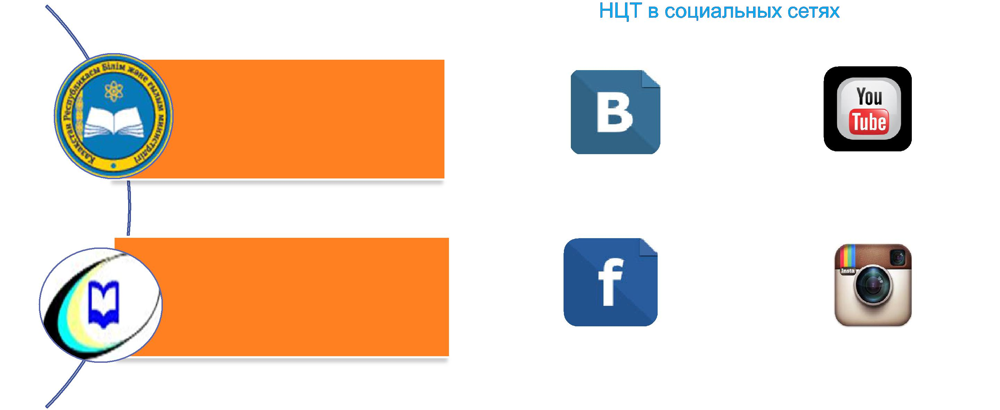 НЦТ в социальных сетях
Қазақстан Республикасы Білім және ғылым министрлігі
B
You
Tube
f
Insta